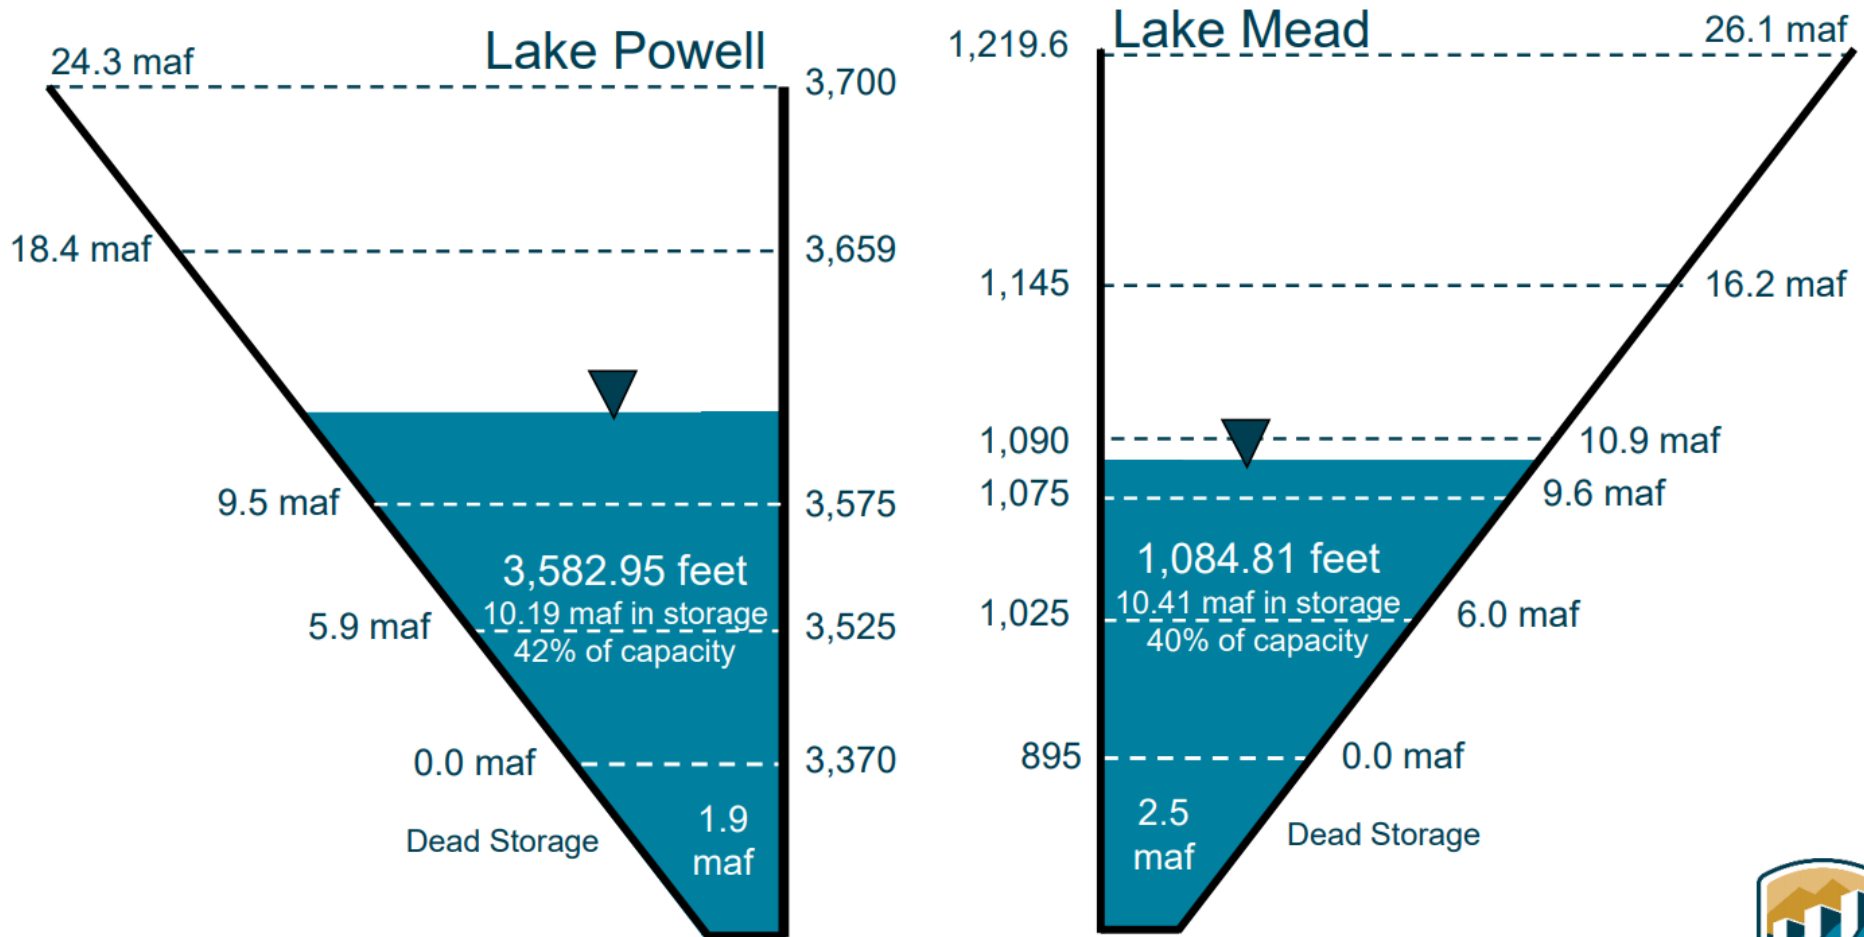 Lake Powell
24.3 maf
3,700
18.4 maf
3,659
9.5 maf
3,575
3,582.95 feet
10.19 maf in storage
5.9 maf
3,525
42% of capacity
0.0 maf
3,370
1.9
maf
Dead Storage
Lake Mead
1,219.6
26.1 maf
1,145
16.2 maf
1,090
10.9 maf
1,075
9.6 maf
1,084.81 feet
10.41 maf in storage
1,025
6.0 maf
40% of capacity
895
0.0 maf
2.5
maf
Dead Storage